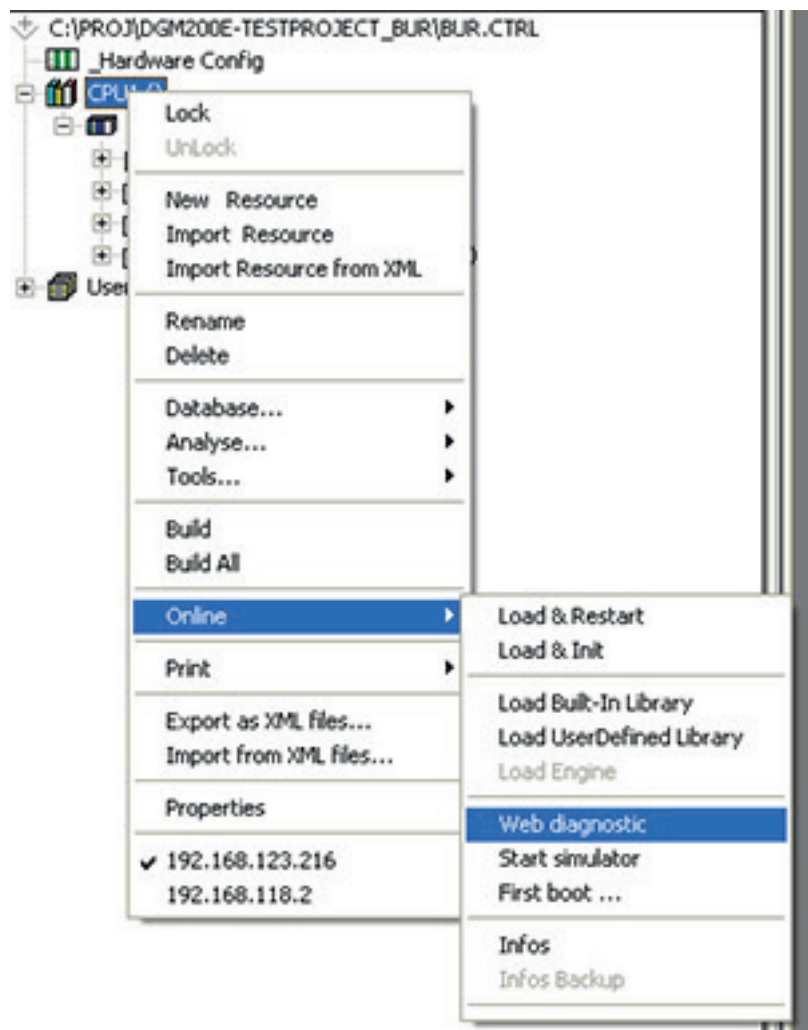 C:\PROJ\DGM200E-TESTPROJECT_BUR\BUR.CTRL
_Hardware Config
Lock
UnLock
New Resource
Import Resource
Import Resource from XML
Rename
Delete
Database...
Analyse...
Tools...
Build
Build All
Online
Print
Export as XML files...
Import from XML files...
Properties
192.168.123.216
192.168.118.2
Load & Restart
Load & Init
Load Built-In Library
Load UserDefined Library
Load Engine
Web diagnostic
Start simulator
First boot ...
Infos
Infos Backup